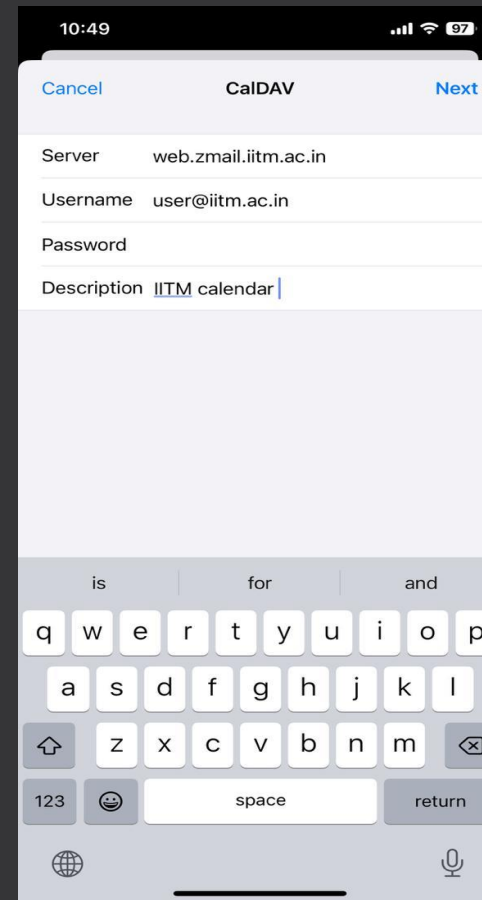 10:49 97
Cancel CalDAV Next
Server web.zmail.iitm.ac.in
Username user@iitm.ac.in
Password
Description IITM calendar
is for and
q w e r t y u i o p
a s d f g h j k l
z x c v b n m
123 space return